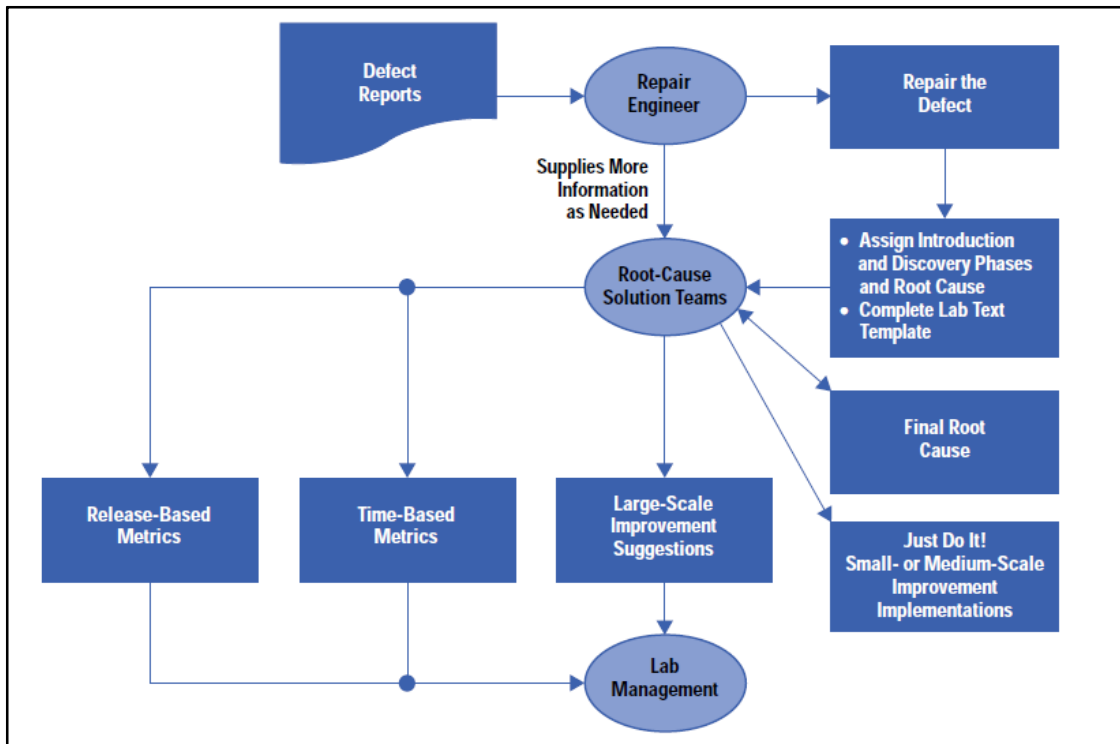 Defect
Reports
Repair
Engineer
Repair the
Defect
Supplies More
Information
as Needed
• Assign Introduction
and Discovery Phases
and Root Cause
• Complete Lab Text
Template
Root-Cause
Solution Teams
Final Root
Cause
Release-Based
Metrics
Time-Based
Metrics
Large-Scale
Improvement
Suggestions
Just Do It!
Small- or Medium-Scale
Improvement
Implementations
Lab
Management